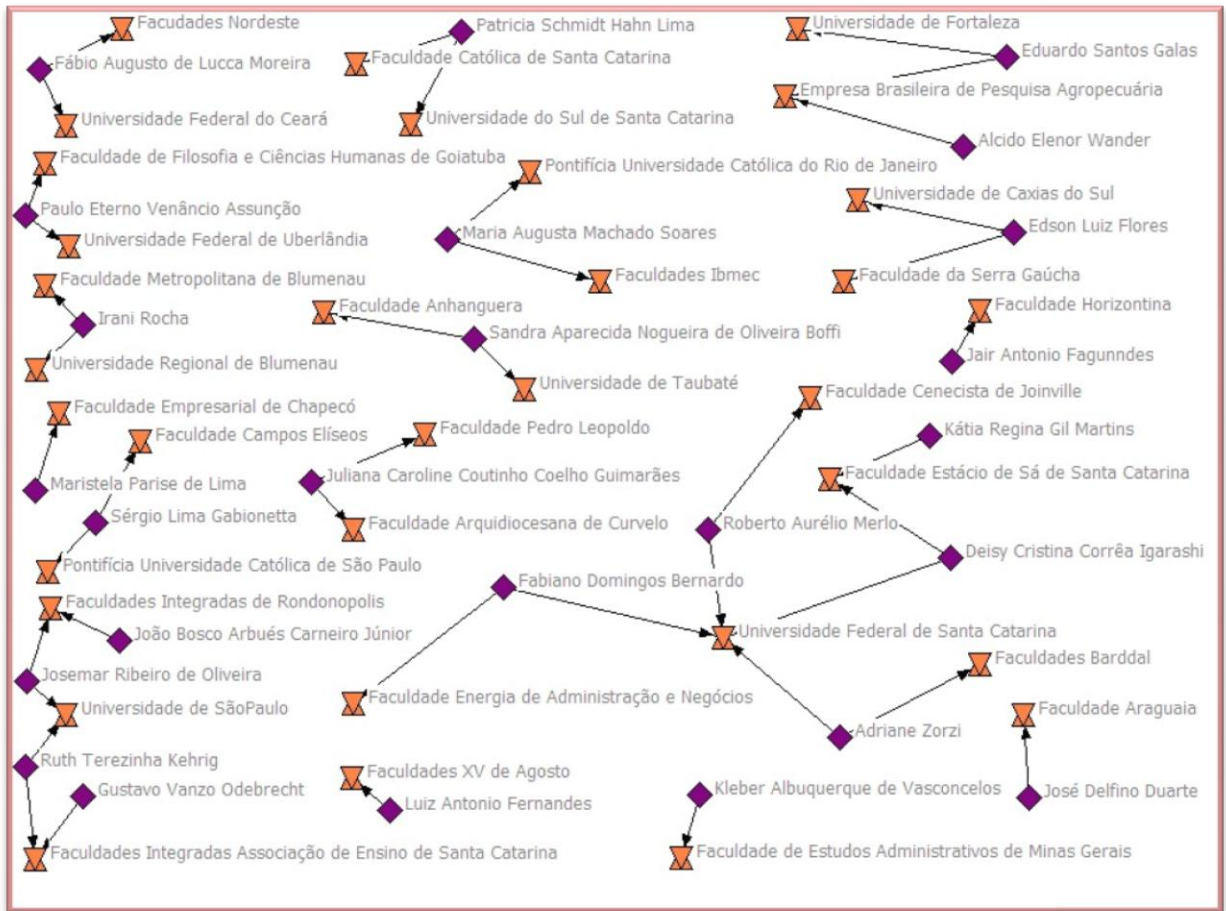 Facudades Nordeste
Patricia Schmidt Hahn Lima
Universidade de Fortaleza
Fábio Augusto de Lucca Moreira
Faculdade Católica de Santa Catarina
Eduardo Santos Galas
Universidade Federal do Ceará
Universidade do Sul de Santa Catarina
Empresa Brasileira de Pesquisa Agropecuária
Alcido Elenor Wander
Faculdade de Filosofia e Ciências Humanas de Goiatuba
Pontifícia Universidade Católica do Rio de Janeiro
Universidade de Caxias do Sul
Paulo Eterno Venâncio Assunção
Maria Augusta Machado Soares
Edson Luiz Flores
Universidade Federal de Uberlândia
Faculdade Metropolitana de Blumenau
Faculdades Ibmec
Faculdade da Serra Gaúcha
Irani Rocha
Faculdade Anhanguera
Faculdade Horizontina
Sandra Aparecida Nogueira de Oliveira Boffi
Universidade Regional de Blumenau
Jair Antonio Fagunndes
Universidade de Taubaté
Faculdade Cenecista de Joinville
Faculdade Empresarial de Chapecó
Faculdade Campos Elíseos
Faculdade Pedro Leopoldo
Kátia Regina Gil Martins
Maristela Parise de Lima
Juliana Caroline Coutinho Coelho Guimarães
Faculdade Estácio de Sá de Santa Catarina
Sérgio Lima Gabionetta
Faculdade Arquidiocesana de Curvelo
Roberto Aurélio Merlo
Deisy Cristina Corrêa Igarashi
Pontifícia Universidade Católica de São Paulo
Fabiano Domingos Bernardo
Faculdades Integradas de Rondonopolis
João Bosco Arbués Carneiro Júnior
Universidade Federal de Santa Catarina
Josemar Ribeiro de Oliveira
Faculdades Barddal
Universidade de SãoPaulo
Faculdade Energia de Administração e Negócios
Faculdade Araguaia
Ruth Terezinha Kehrig
Adriane Zorzi
Gustavo Vanzo Odebrecht
Faculdades XV de Agosto
Luiz Antonio Fernandes
Kleber Albuquerque de Vasconcelos
José Delfino Duarte
Faculdades Integradas Associação de Ensino de Santa Catarina
Faculdade de Estudos Administrativos de Minas Gerais